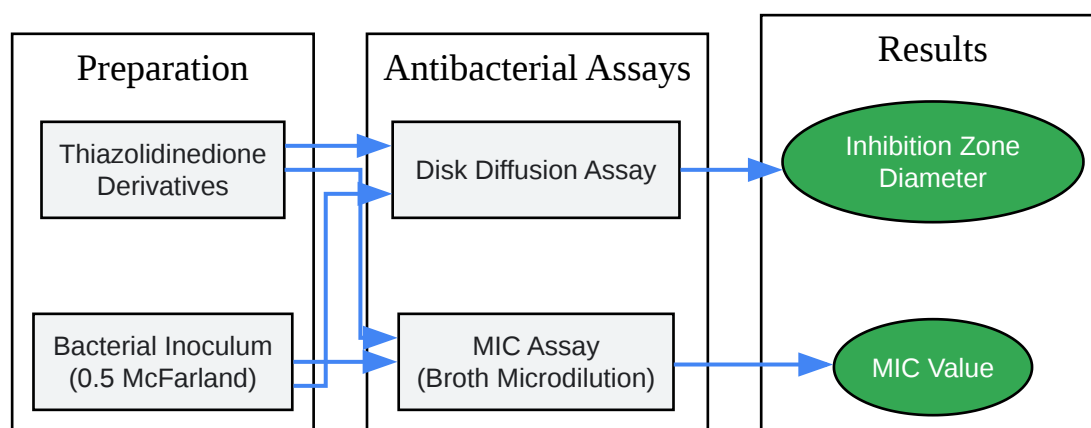 Preparation
Thiazolidinedione
Derivatives
Bacterial Inoculum
(0.5 McFarland)
Antibacterial Assays
Disk Diffusion Assay
MIC Assay
(Broth Microdilution)
Results
Inhibition Zone
Diameter
MIC Value